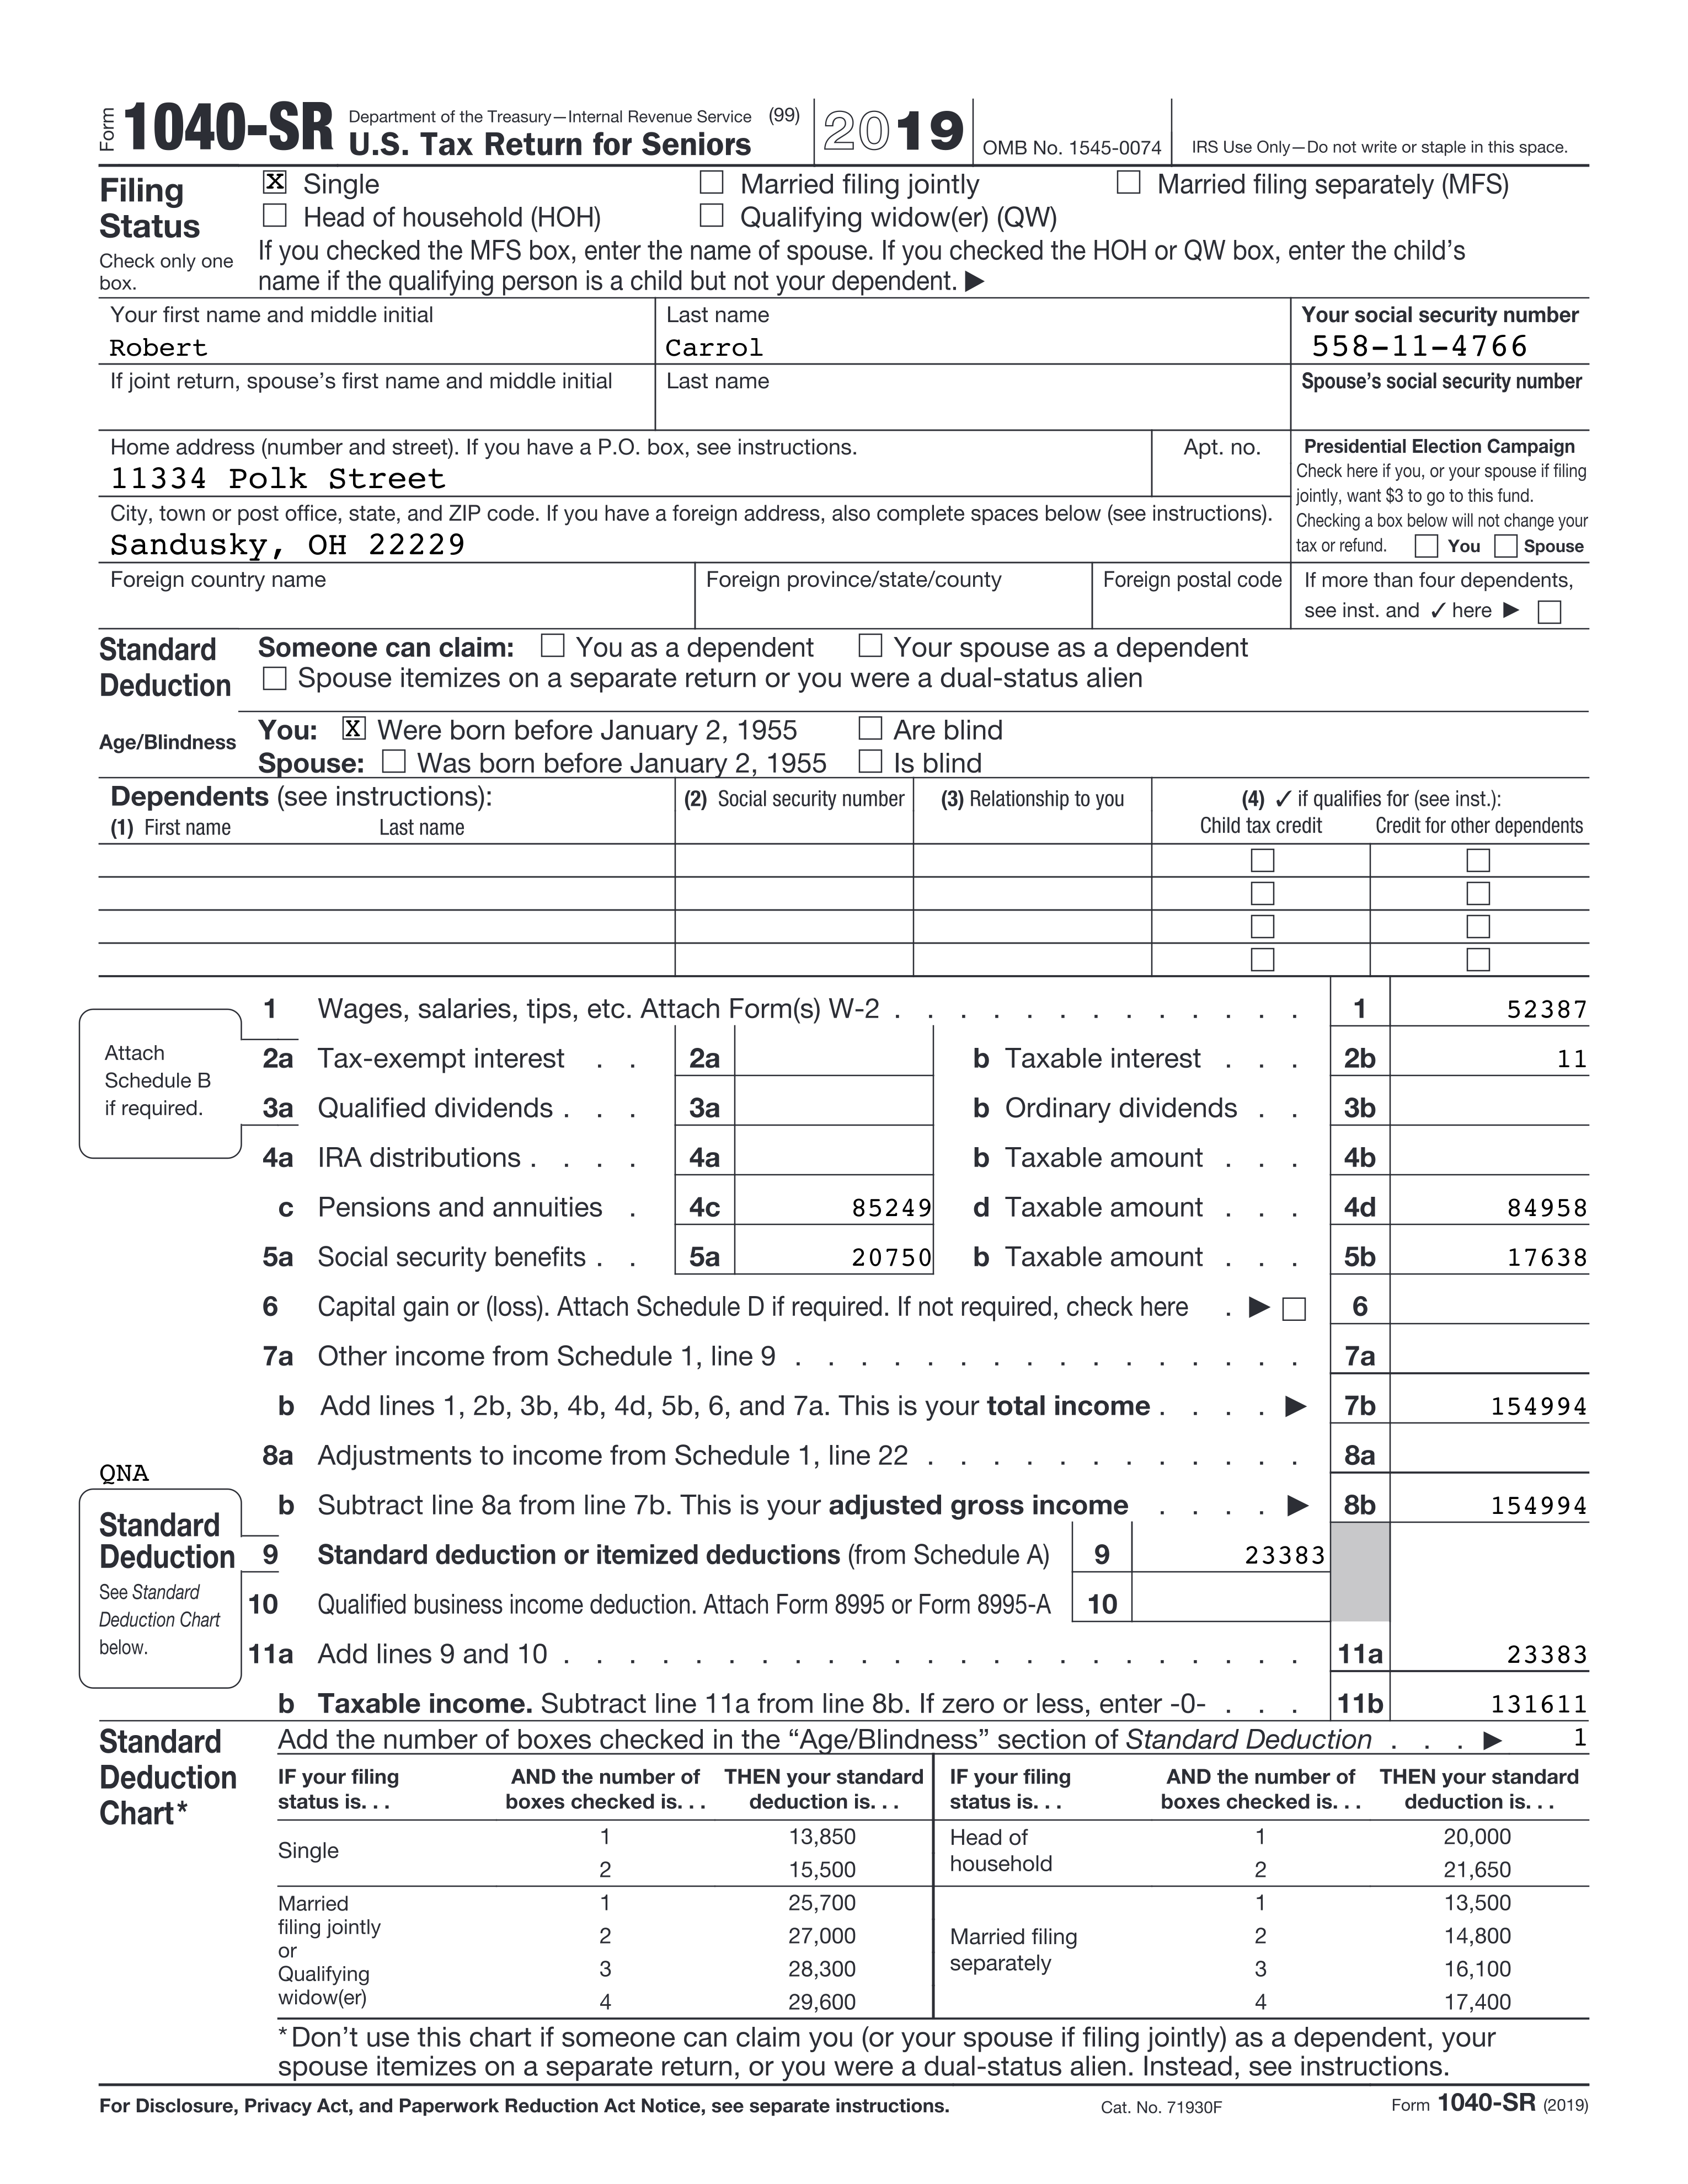 Form 1040-SR Department of the Treasury—Internal Revenue Service (99) U.S. Tax Return for Seniors 2019 OMB No. 1545-0074 IRS Use Only—Do not write or staple in this space.
Filing Status
Check only one box.
X Single Married filing jointly Married filing separately (MFS)
Head of household (HOH) Qualifying widow(er) (QW)
If you checked the MFS box, enter the name of spouse. If you checked the HOH or QW box, enter the child's
name if the qualifying person is a child but not your dependent. ▶
Your first name and middle initial Last name Your social security number
Robert Carrol 558-11-4766
If joint return, spouse's first name and middle initial Last name Spouse's social security number
Home address (number and street). If you have a P.O. box, see instructions. Apt. no.
11334 Polk Street
City, town or post office, state, and ZIP code. If you have a foreign address, also complete spaces below (see instructions).
Sandusky, OH 22229
Presidential Election Campaign
Check here if you, or your spouse if filing
jointly, want $3 to go to this fund.
Checking a box below will not change your
tax or refund. You Spouse
Foreign country name Foreign province/state/county Foreign postal code
If more than four dependents,
see inst. and ✓ here ▶
Standard Deduction
Someone can claim: You as a dependent Your spouse as a dependent
Spouse itemizes on a separate return or you were a dual-status alien
Age/Blindness
You: X Were born before January 2, 1955 Are blind
Spouse: Was born before January 2, 1955 Is blind
Dependents (see instructions): (2) Social security number (3) Relationship to you (4) ✓ if qualifies for (see inst.):
(1) First name Last name Child tax credit Credit for other dependents
Attach
Schedule B
if required.
1 Wages, salaries, tips, etc. Attach Form(s) W-2 . . . . . . . . . . . . . 1 52387
2a Tax-exempt interest . . 2a b Taxable interest . . . 2b 11
3a Qualified dividends . . . 3a b Ordinary dividends . . 3b
4a IRA distributions . . . . 4a b Taxable amount . . . 4b
c Pensions and annuities . 4c 85249 d Taxable amount . . . 4d 84958
5a Social security benefits . . 5a 20750 b Taxable amount . . . 5b 17638
6 Capital gain or (loss). Attach Schedule D if required. If not required, check here . ▶ 6
7a Other income from Schedule 1, line 9 . . . . . . . . . . . . . . . . 7a
b Add lines 1, 2b, 3b, 4b, 4d, 5b, 6, and 7a. This is your total income . . . . ▶ 7b 154994
8a Adjustments to income from Schedule 1, line 22 . . . . . . . . . . . . 8a
QNA
b Subtract line 8a from line 7b. This is your adjusted gross income . . . . ▶ 8b 154994
Standard
Deduction
See Standard
Deduction Chart
below.
9 Standard deduction or itemized deductions (from Schedule A) 9 23383
10 Qualified business income deduction. Attach Form 8995 or Form 8995-A 10
11a Add lines 9 and 10 . . . . . . . . . . . . . . . . . . . . . . . 11a 23383
b Taxable income. Subtract line 11a from line 8b. If zero or less, enter -0- . . . 11b 131611
Standard
Deduction
Chart*
Add the number of boxes checked in the “Age/Blindness” section of Standard Deduction . . . ▶ 1
IF your filing AND the number of THEN your standard IF your filing AND the number of THEN your standard
status is. . . boxes checked is. . . deduction is. . . status is. . . boxes checked is. . . deduction is. . .
Single 1 13,850
2 15,500
Head of household 1 20,000
2 21,650
Married filing jointly or Qualifying widow(er) 1 25,700
2 27,000
3 28,300
4 29,600
Married filing separately 1 13,500
2 14,800
3 16,100
4 17,400
*Don't use this chart if someone can claim you (or your spouse if filing jointly) as a dependent, your
spouse itemizes on a separate return, or you were a dual-status alien. Instead, see instructions.
For Disclosure, Privacy Act, and Paperwork Reduction Act Notice, see separate instructions. Cat. No. 71930F Form 1040-SR (2019)